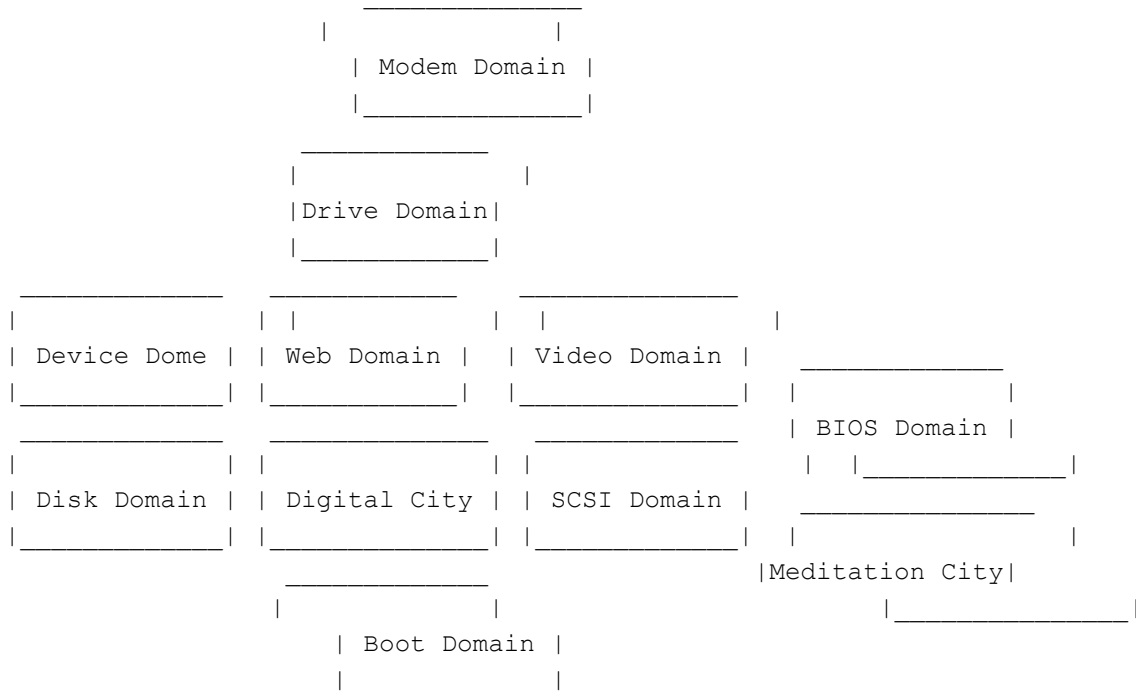 Modem Domain
Drive Domain
Device Dome
Web Domain
Video Domain
BIOS Domain
Disk Domain
Digital City
SCSI Domain
Meditation City
Boot Domain